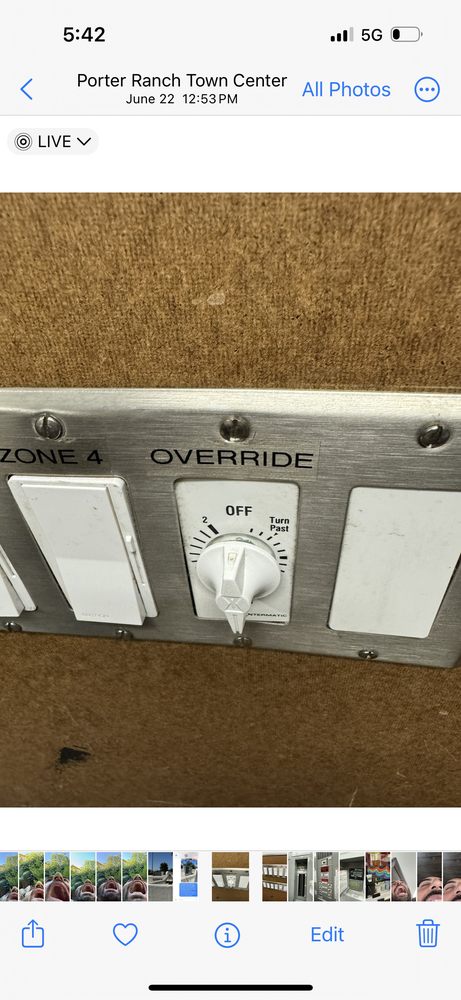 5:42
5G
Porter Ranch Town Center
June 22 12:53 PM
All Photos
LIVE
ZONE 4
OVERRIDE
OFF
2
Turn
Past
INTERMATIC
Edit